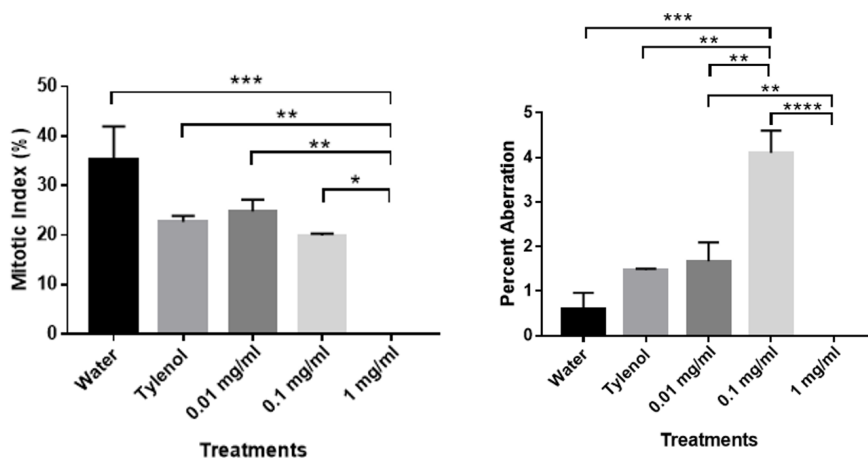 ***
**
**
*
Mitotic Index (%)
50
40
30
20
10
0
Water
Tylenol
0.01 mg/ml
0.1 mg/ml
1 mg/ml
Treatments
***
**
**
**
****
Percent Aberration
5
4
3
2
1
0
Water
Tylenol
0.01 mg/ml
0.1 mg/ml
1 mg/ml
Treatments